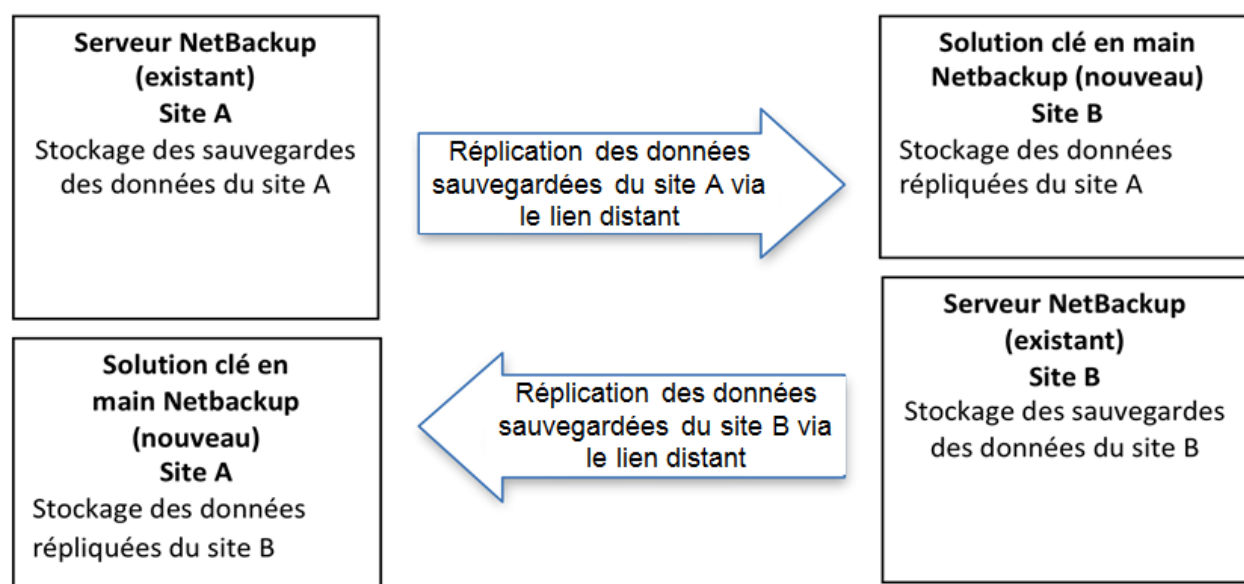 Serveur NetBackup
(existant)
Site A
Stockage des sauvegardes
des données du site A
Réplication des données
sauvegardées du site A via
le lien distant
Solution clé en main
Netbackup (nouveau)
Site B
Stockage des données
répliquées du site A
Solution clé en
main Netbackup
(nouveau)
Site A
Stockage des données
répliquées du site B
Réplication des données
sauvegardées du site B via
le lien distant
Serveur NetBackup
(existant)
Site B
Stockage des sauvegardes
des données du site B